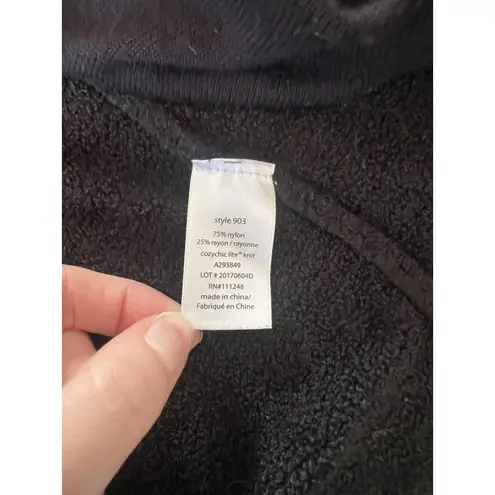 style 903
75% nylon
25% rayon / rayonne
cozychic lite® knit
A293849
LOT # 20170604D
RN#111248
made in china/
Fabriqué en Chine